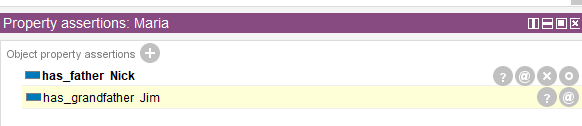 Property assertions: Maria
Object property assertions
has_father Nick
has_grandfather Jim